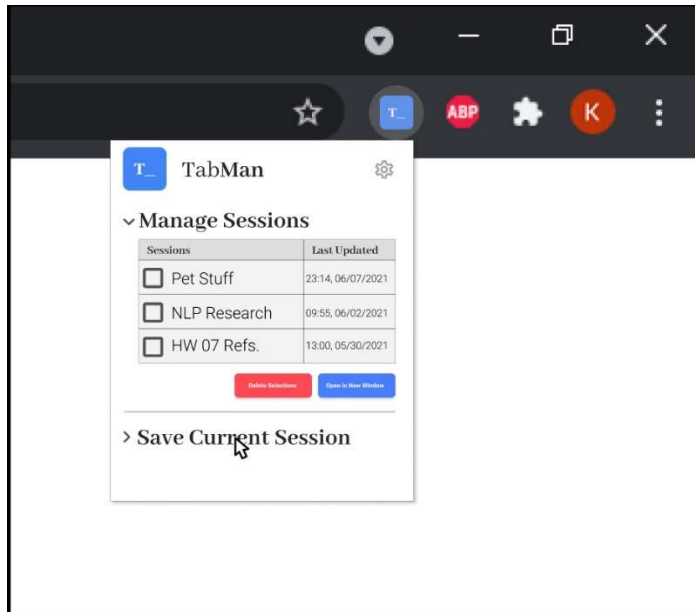 T_
ABP
K
T_ TabMan
Manage Sessions
Sessions Last Updated
Pet Stuff 23:14, 06/07/2021
NLP Research 09:55, 06/02/2021
HW 07 Refs. 13:00, 05/30/2021
Delete Selections Open in New Window
Save Current Session